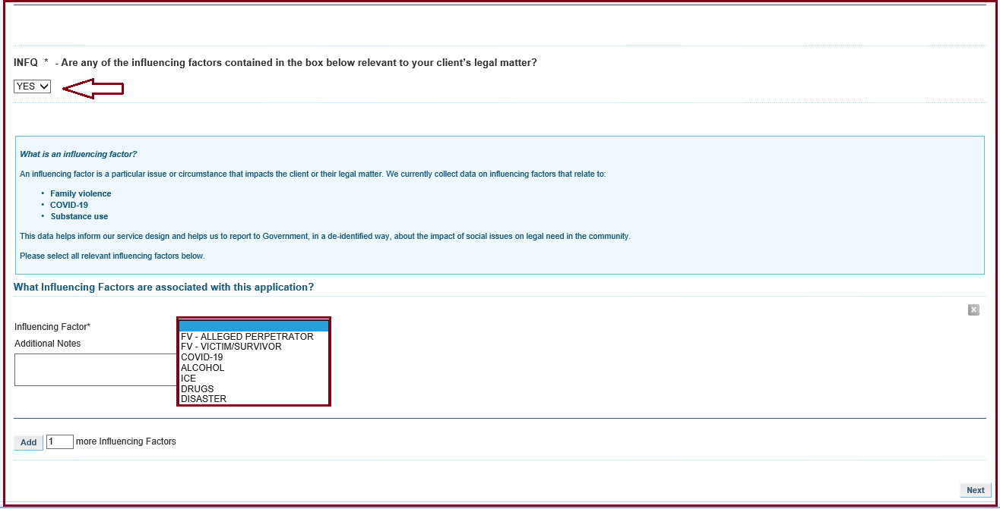 INFQ * - Are any of the influencing factors contained in the box below relevant to your client's legal matter?
YES
What is an influencing factor?
An influencing factor is a particular issue or circumstance that impacts the client or their legal matter. We currently collect data on influencing factors that relate to:
• Family violence
• COVID-19
• Substance use
This data helps inform our service design and helps us to report to Government, in a de-identified way, about the impact of social issues on legal need in the community.
Please select all relevant influencing factors below.
What Influencing Factors are associated with this application?
X
Influencing Factor*
Additional Notes
FV - ALLEGED PERPETRATOR
FV - VICTIM/SURVIVOR
COVID-19
ALCOHOL
ICE
DRUGS
DISASTER
Add 1 more Influencing Factors
Next